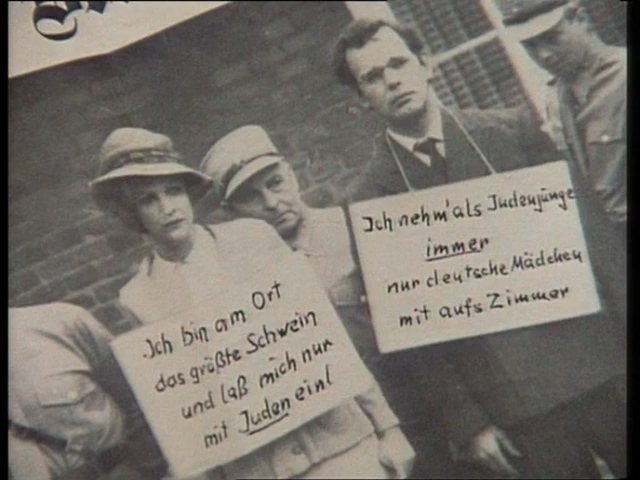 Ich bin am Ort
das größte Schwein
und laß mich nur
mit Juden ein!
Ich nehm' als Judenjunge
immer
nur deutsche Mädchen
mit aufs Zimmer